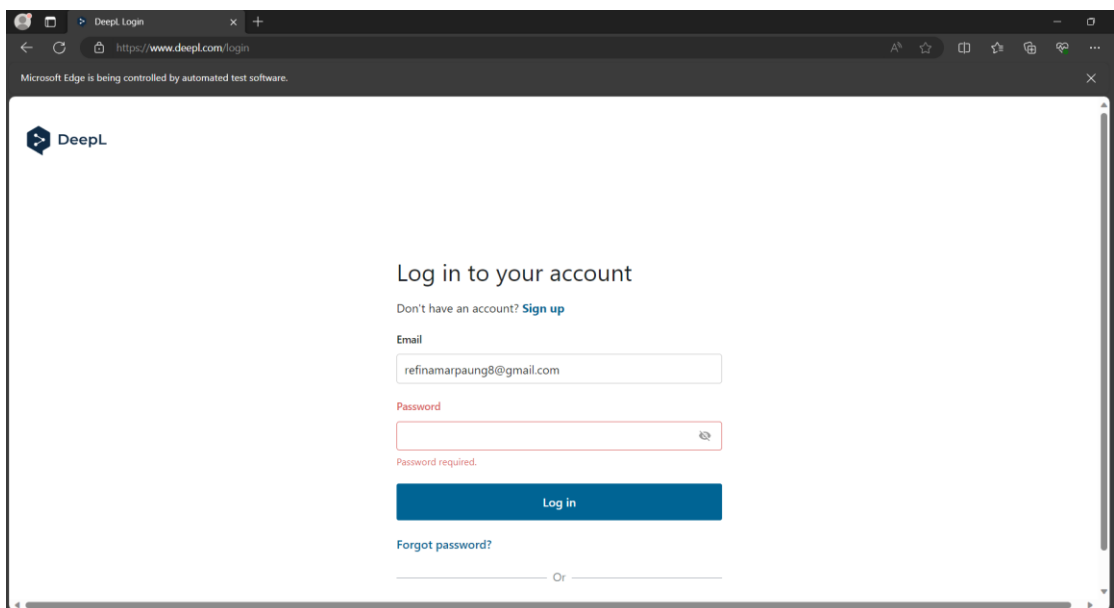 DeepL Login
https://www.deepl.com/login
Microsoft Edge is being controlled by automated test software.
DeepL
Log in to your account
Don't have an account? Sign up
Email
refinamarpaung8@gmail.com
Password
Password required.
Log in
Forgot password?
Or